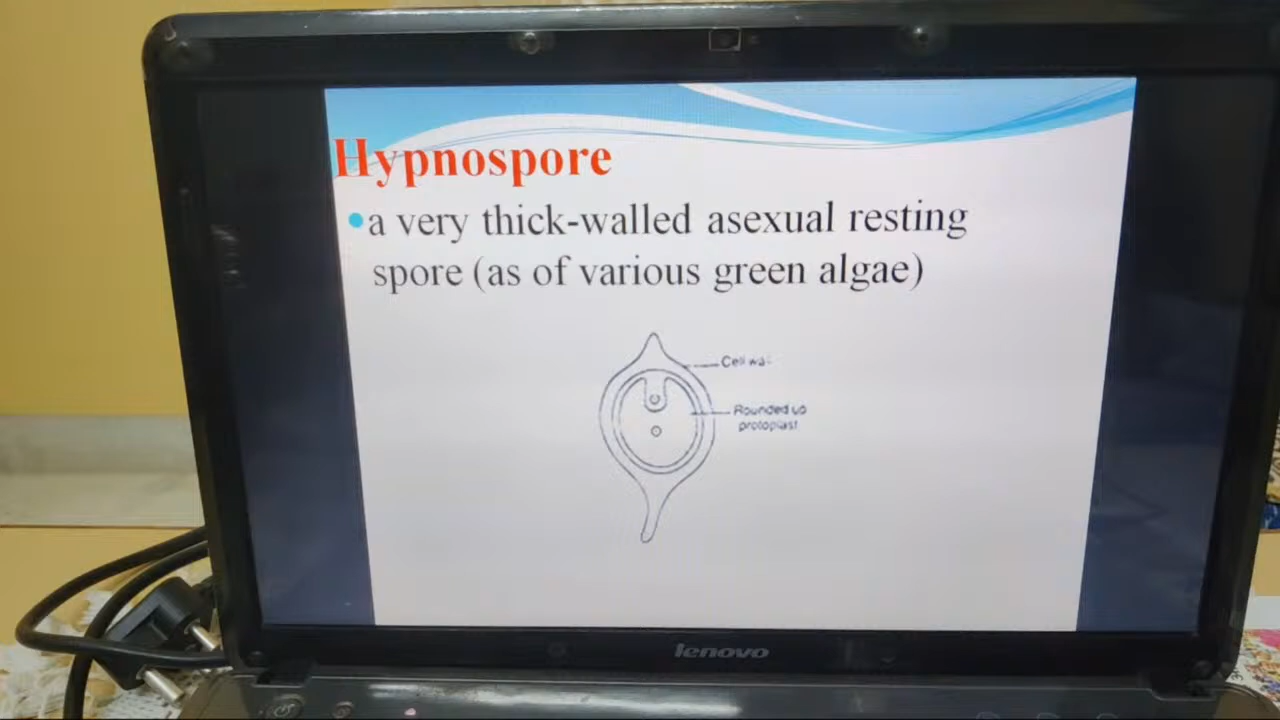 Hypnospore
•a very thick-walled asexual resting
spore (as of various green algae)
Cell wall
Rounded up
protoplast
lenovo